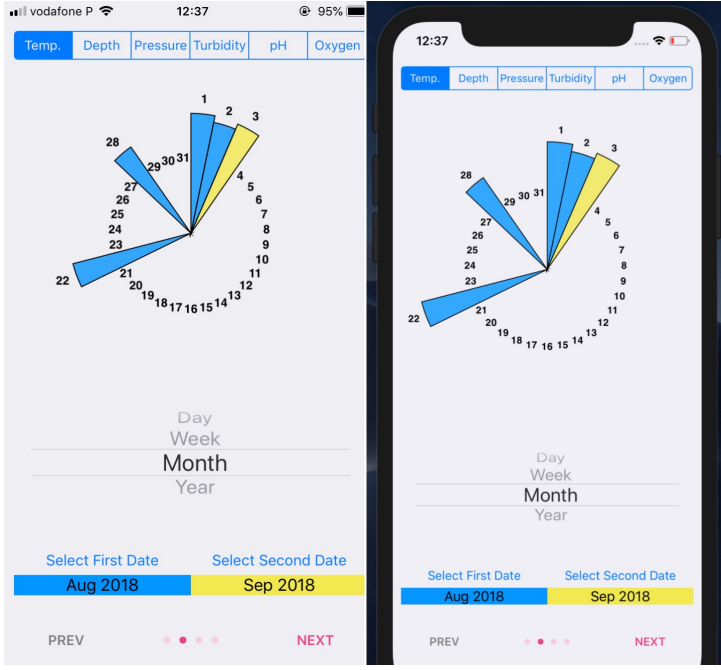 vodafone P 12:37 95%
Temp. Depth Pressure Turbidity pH Oxygen
1
2
3
28
29 30 31
4
27
5
26
6
25
7
24
8
23
9
10
22
21
11
20
12
19 18 17 16 15 14 13
Day
Week
Month
Year
Select First Date Select Second Date
Aug 2018 Sep 2018
PREV NEXT
12:37
Temp. Depth Pressure Turbidity pH Oxygen
1
2
3
28
29 30 31
4
27
5
26
6
25
7
24
8
23
9
10
22
21
11
20
12
19 18 17 16 15 14 13
Day
Week
Month
Year
Select First Date Select Second Date
Aug 2018 Sep 2018
PREV NEXT